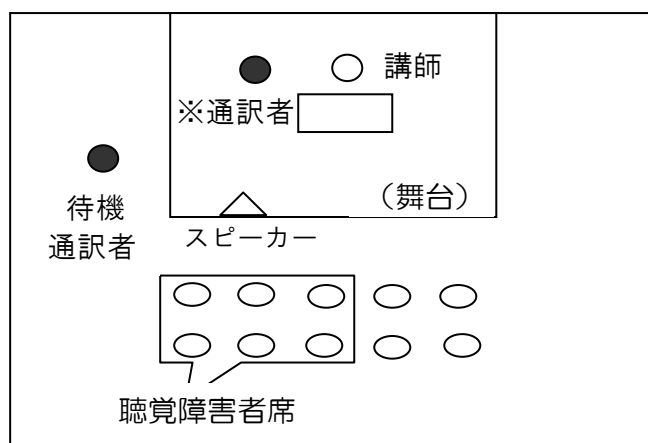 講師
※通訳者
待機
通訳者
（舞台）
スピーカー
聴覚障害者席